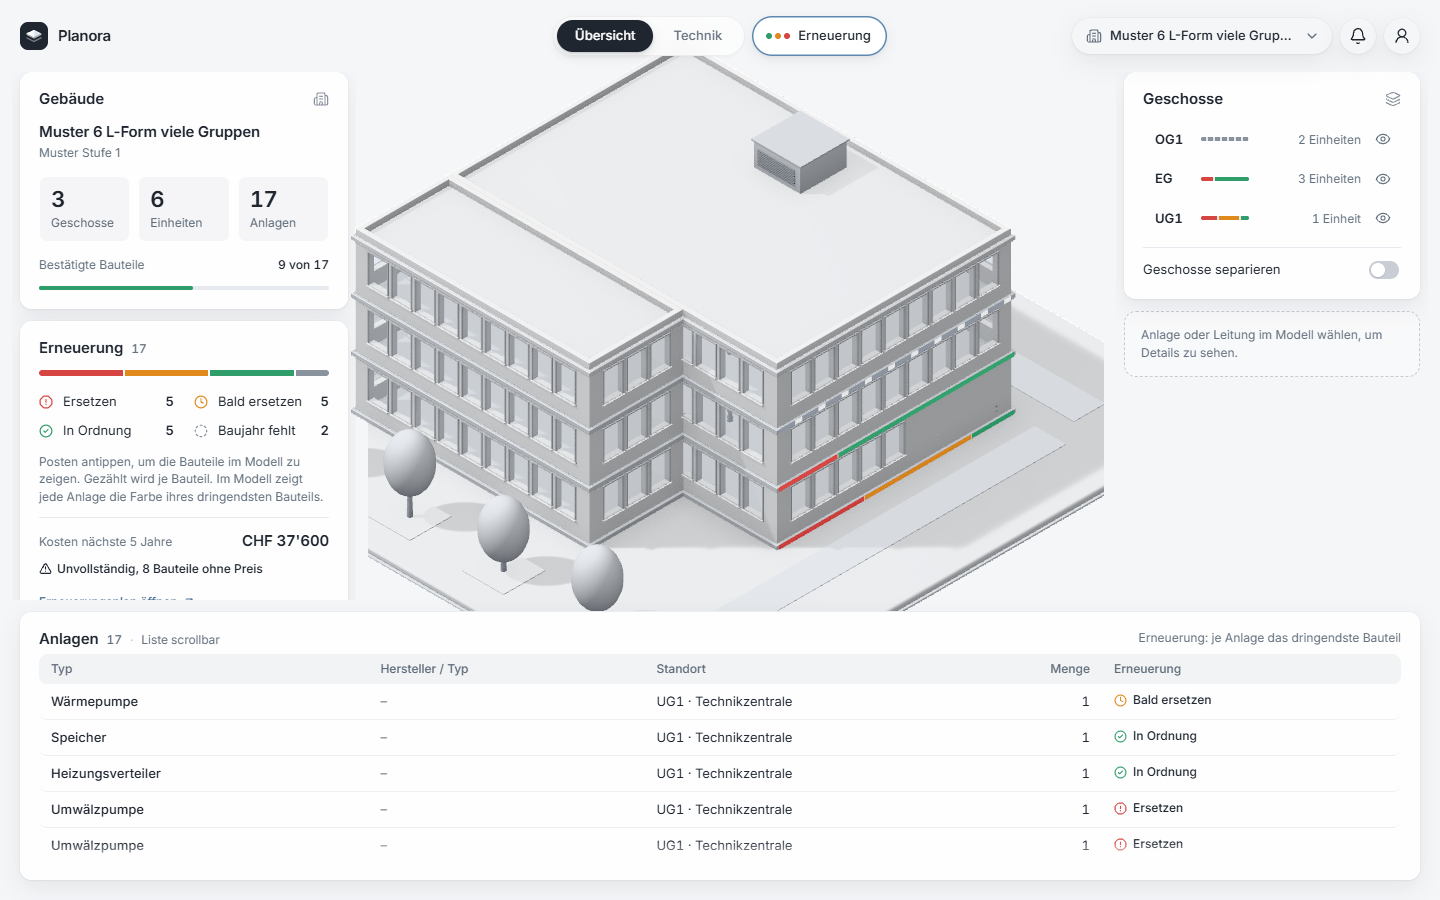 Planora
Übersicht
Technik
Erneuerung
Muster 6 L-Form viele Grup...
Gebäude
Muster 6 L-Form viele Gruppen
Muster Stufe 1
3 6 17
Geschosse Einheiten Anlagen
Bestätigte Bauteile 9 von 17
Erneuerung 17
Ersetzen 5 Bald ersetzen 5
In Ordnung 5 Baujahr fehlt 2
Posten antippen, um die Bauteile im Modell zu
zeigen. Gezählt wird je Bauteil. Im Modell zeigt
jede Anlage die Farbe ihres dringendsten Bauteils.
Kosten nächste 5 Jahre CHF 37'600
Unvollständig, 8 Bauteile ohne Preis
Geschosse
OG1 2 Einheiten
EG 3 Einheiten
UG1 1 Einheit
Geschosse separieren
Anlage oder Leitung im Modell wählen, um
Details zu sehen.
Anlagen 17 · Liste scrollbar
Erneuerung: je Anlage das dringendste Bauteil
Typ Hersteller / Typ Standort Menge Erneuerung
Wärmepumpe – UG1 · Technikzentrale 1 Bald ersetzen
Speicher – UG1 · Technikzentrale 1 In Ordnung
Heizungsverteiler – UG1 · Technikzentrale 1 In Ordnung
Umwälzpumpe – UG1 · Technikzentrale 1 Ersetzen
Umwälzpumpe – UG1 · Technikzentrale 1 Ersetzen